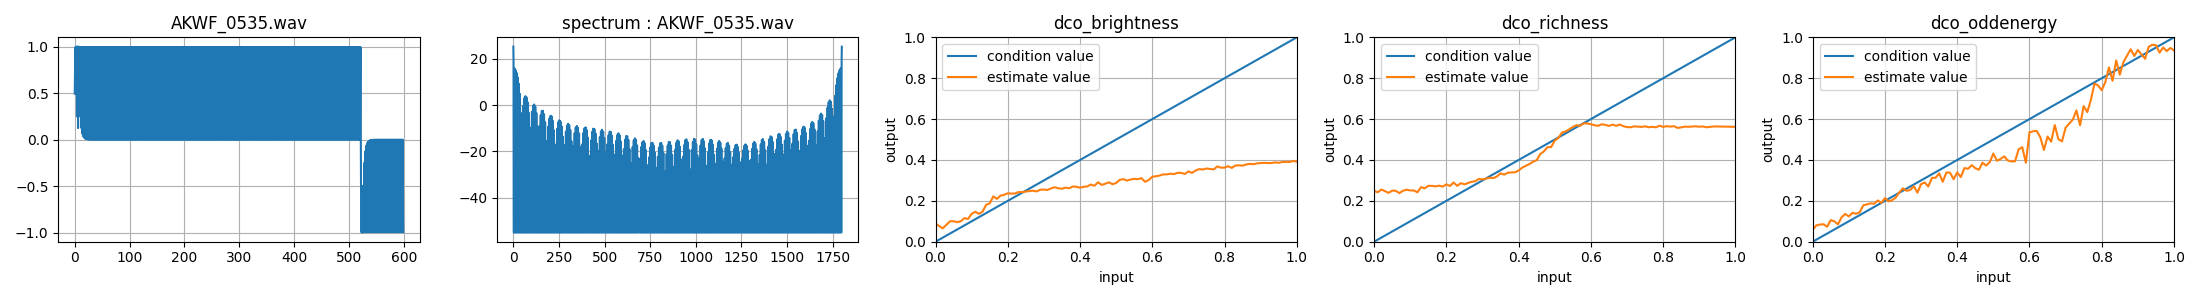 AKWF_0535.wav
1.0
0.5
0.0
−0.5
−1.0
0 100 200 300 400 500 600
spectrum : AKWF_0535.wav
20
0
−20
−40
0 250 500 750 1000 1250 1500 1750
dco_brightness
condition value
estimate value
output
1.0
0.8
0.6
0.4
0.2
0.0
0.0 0.2 0.4 0.6 0.8 1.0
input
dco_richness
condition value
estimate value
output
1.0
0.8
0.6
0.4
0.2
0.0
0.0 0.2 0.4 0.6 0.8 1.0
input
dco_oddenergy
condition value
estimate value
output
1.0
0.8
0.6
0.4
0.2
0.0
0.0 0.2 0.4 0.6 0.8 1.0
input